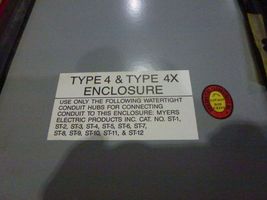 TYPE 4 & TYPE 4X
ENCLOSURE
USE ONLY THE FOLLOWING WATERTIGHT
CONDUIT HUBS FOR CONNECTING
CONDUIT TO THIS ENCLOSURE: MYERS
ELECTRIC PRODUCTS INC. CAT. NO. ST-1,
ST-2, ST-3, ST-4, ST-5, ST-6, ST-7,
ST-8, ST-9, ST-10, ST-11, & ST-12